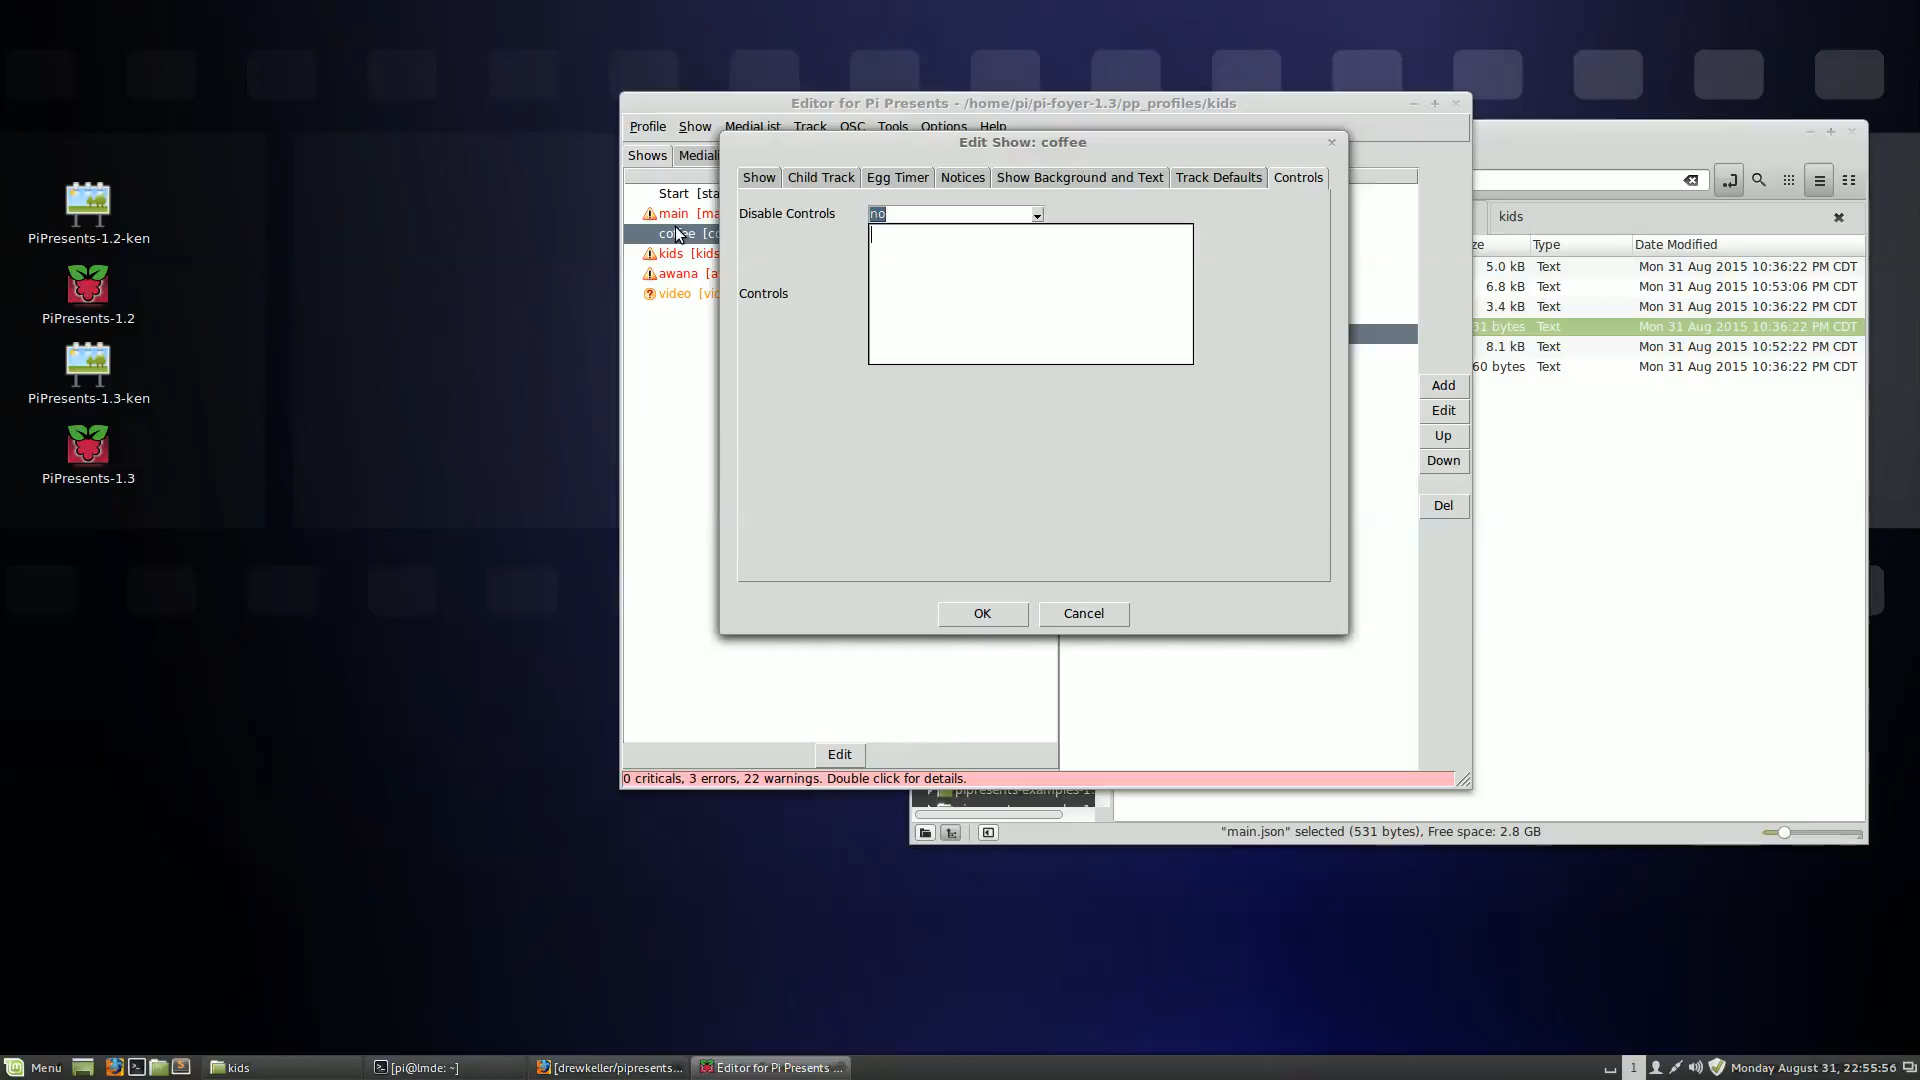 PiPresents-1.2-ken
PiPresents-1.2
PiPresents-1.3-ken
PiPresents-1.3
Editor for Pi Presents - /home/pi/pi-foyer-1.3/pp_profiles/kids
Profile Show MediaList Track OSC Tools Options Help
Shows Mediali
Start [sta
main [ma
coffee [co
kids [kids
awana [a
video [vid
Edit Show: coffee
Show Child Track Egg Timer Notices Show Background and Text Track Defaults Controls
Disable Controls no
Controls
OK Cancel
Add
Edit
Up
Down
Del
Edit
0 criticals, 3 errors, 22 warnings. Double click for details.
kids
ze Type Date Modified
5.0 kB Text Mon 31 Aug 2015 10:36:22 PM CDT
6.8 kB Text Mon 31 Aug 2015 10:53:06 PM CDT
3.4 kB Text Mon 31 Aug 2015 10:36:22 PM CDT
31 bytes Text Mon 31 Aug 2015 10:36:22 PM CDT
8.1 kB Text Mon 31 Aug 2015 10:52:22 PM CDT
60 bytes Text Mon 31 Aug 2015 10:36:22 PM CDT
pipresents-examples-1.
"main.json" selected (531 bytes), Free space: 2.8 GB
Menu kids [pi@lmde: ~] [drewkeller/pipresents... Editor for Pi Presents ... 1 Monday August 31, 22:55:56